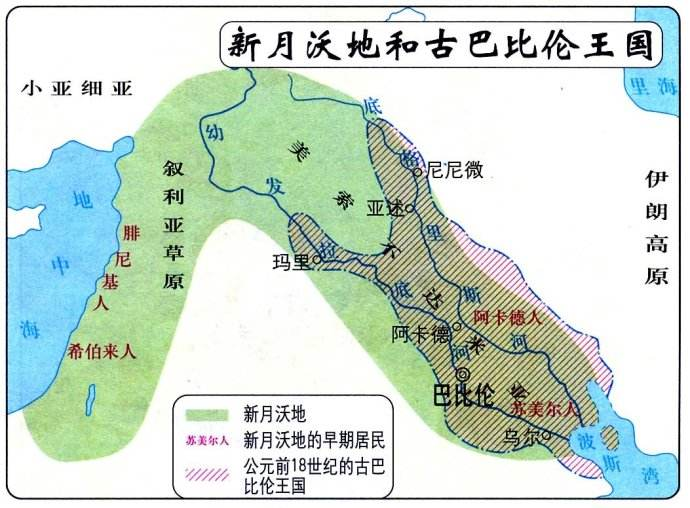 新月沃地和古巴比伦王国
小亚细亚
里海
幼发拉底河
底格里斯河
美索不达米亚
尼尼微
亚述
叙利亚草原
伊朗高原
地中海
腓尼基人
玛里
阿卡德人
阿卡德
希伯来人
巴比伦
苏美尔人
乌尔
波斯湾
新月沃地
苏美尔人 新月沃地的早期居民
公元前18世纪的古巴
比伦王国